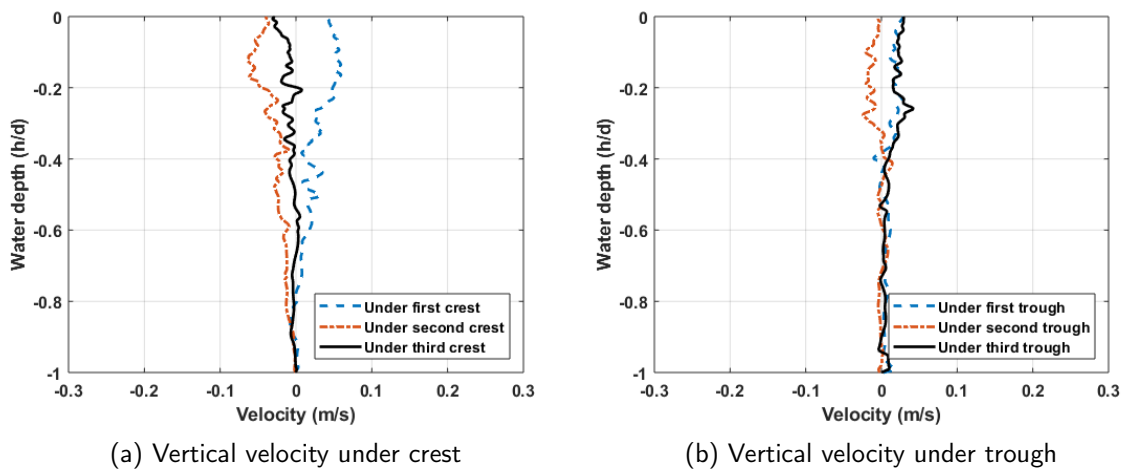 0
-0.2
-0.4
-0.6
-0.8
-1
Water depth (h/d)
-0.3 -0.2 -0.1 0 0.1 0.2 0.3
Velocity (m/s)
Under first crest
Under second crest
Under third crest
(a) Vertical velocity under crest
0
-0.2
-0.4
-0.6
-0.8
-1
Water depth (h/d)
-0.3 -0.2 -0.1 0 0.1 0.2 0.3
Velocity (m/s)
Under first trough
Under second trough
Under third trough
(b) Vertical velocity under trough